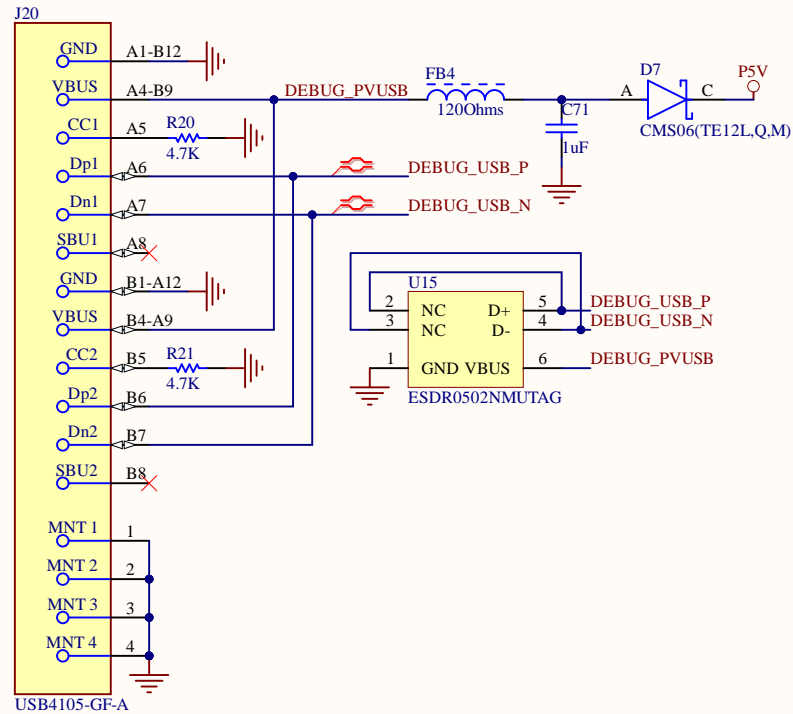 J20
GND A1-B12
VBUS A4-B9 DEBUG_PVUSB
CC1 A5 R20
4.7K
Dp1 A6 DEBUG_USB_P
Dn1 A7 DEBUG_USB_N
SBU1 A8
GND B1-A12
VBUS B4-A9
CC2 B5 R21
4.7K
Dp2 B6
Dn2 B7
SBU2 B8
MNT 1 1
MNT 2 2
MNT 3 3
MNT 4 4
USB4105-GF-A
FB4
120Ohms
C71
1uF
D7
A C
P5V
CMS06(TE12L,Q,M)
U15
2 NC D+ 5 DEBUG_USB_P
3 NC D- 4 DEBUG_USB_N
1 GND VBUS 6 DEBUG_PVUSB
ESDR0502NMUTAG